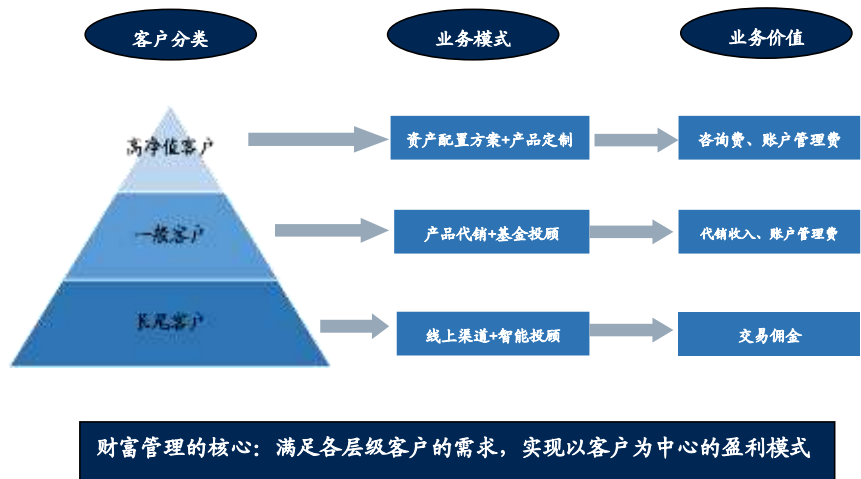 客户分类
业务模式
业务价值
高净值客户
资产配置方案+产品定制
咨询费、账户管理费
一般客户
产品代销+基金投顾
代销收入、账户管理费
长尾客户
线上渠道+智能投顾
交易佣金
财富管理的核心：满足各层级客户的需求，实现以客户为中心的盈利模式